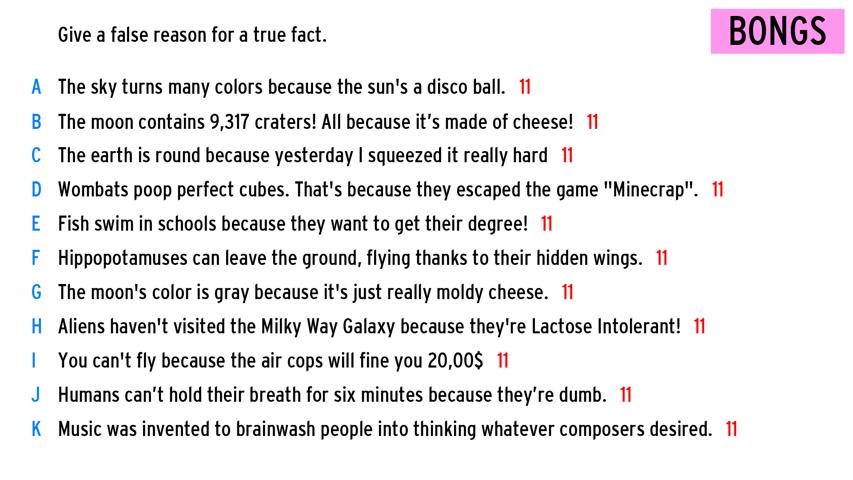 Give a false reason for a true fact.
BONGS
A The sky turns many colors because the sun's a disco ball. 11
B The moon contains 9,317 craters! All because it’s made of cheese! 11
C The earth is round because yesterday I squeezed it really hard 11
D Wombats poop perfect cubes. That's because they escaped the game "Minecrap". 11
E Fish swim in schools because they want to get their degree! 11
F Hippopotamuses can leave the ground, flying thanks to their hidden wings. 11
G The moon's color is gray because it's just really moldy cheese. 11
H Aliens haven't visited the Milky Way Galaxy because they're Lactose Intolerant! 11
I You can't fly because the air cops will fine you 20,00$ 11
J Humans can’t hold their breath for six minutes because they’re dumb. 11
K Music was invented to brainwash people into thinking whatever composers desired. 11